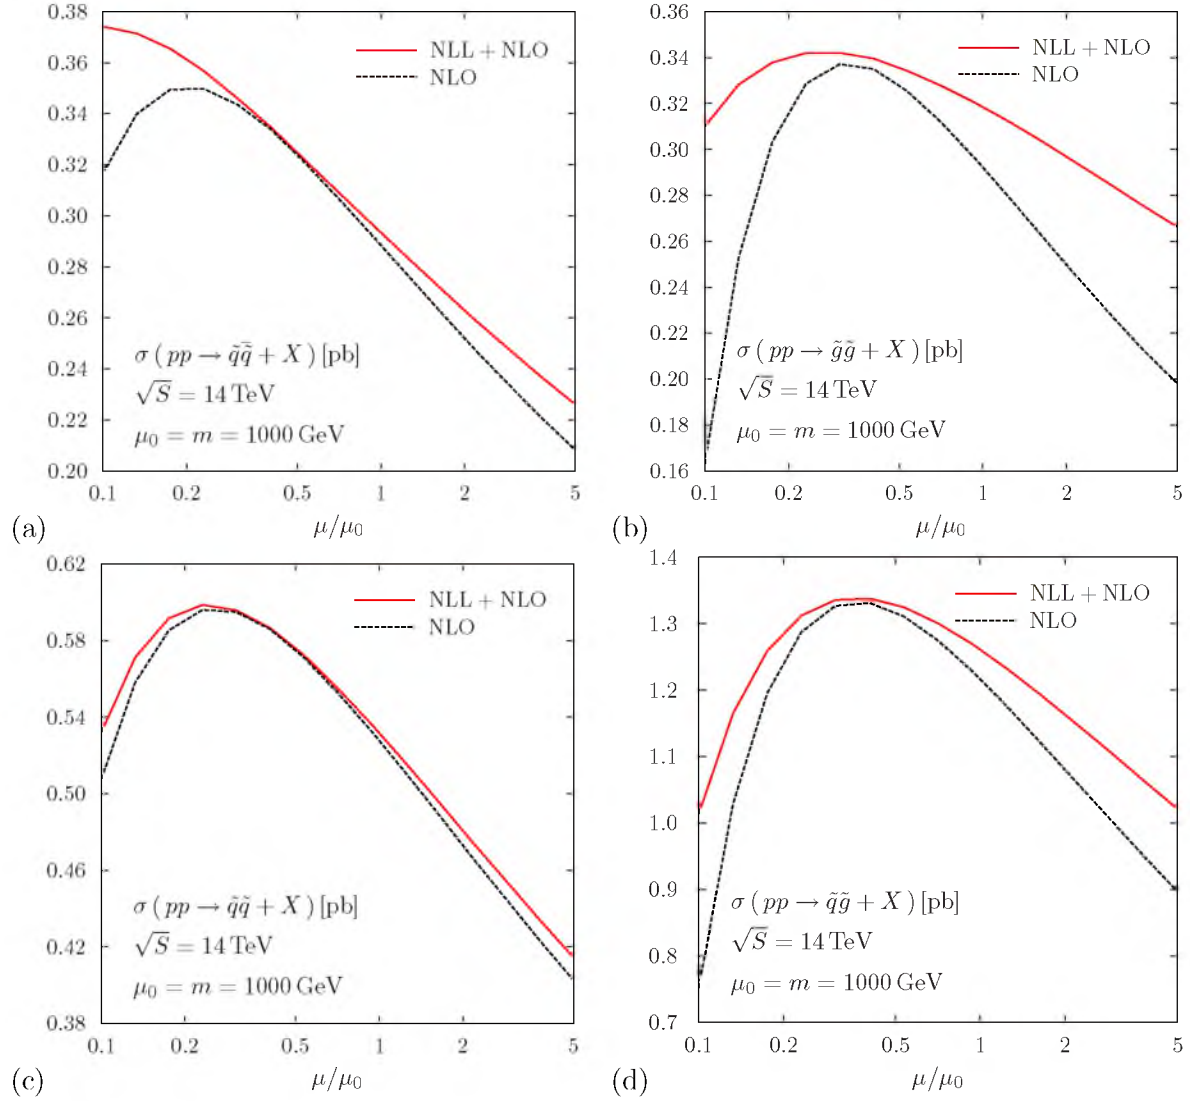 0.38
0.36
0.34
0.32
0.30
0.28
0.26
0.24
0.22
0.20
NLL + NLO
NLO
σ ( pp → q̃q̃̄ + X ) [pb]
√S = 14 TeV
μ₀ = m = 1000 GeV
0.1 0.2 0.5 1 2 5
(a)
μ/μ₀
0.36
0.34
0.32
0.30
0.28
0.26
0.24
0.22
0.20
0.18
0.16
NLL + NLO
NLO
σ ( pp → g̃g̃ + X ) [pb]
√S = 14 TeV
μ₀ = m = 1000 GeV
0.1 0.2 0.5 1 2 5
(b)
μ/μ₀
0.62
0.58
0.54
0.50
0.46
0.42
0.38
NLL + NLO
NLO
σ ( pp → q̃q̃ + X ) [pb]
√S = 14 TeV
μ₀ = m = 1000 GeV
0.1 0.2 0.5 1 2 5
(c)
μ/μ₀
1.4
1.3
1.2
1.1
1.0
0.9
0.8
0.7
NLL + NLO
NLO
σ ( pp → q̃g̃ + X ) [pb]
√S = 14 TeV
μ₀ = m = 1000 GeV
0.1 0.2 0.5 1 2 5
(d)
μ/μ₀